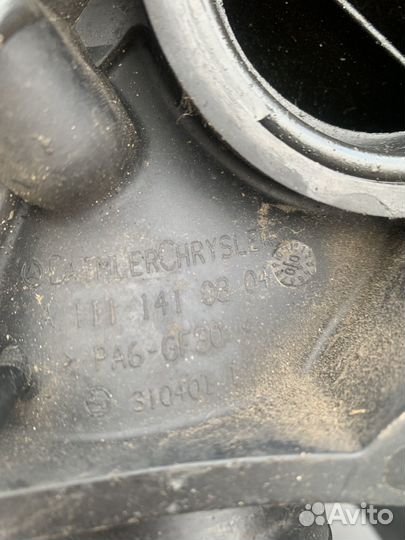 DAIMLERCHRYSLER
A 111 141 08 04
> PA6-GF30
310401
Avito